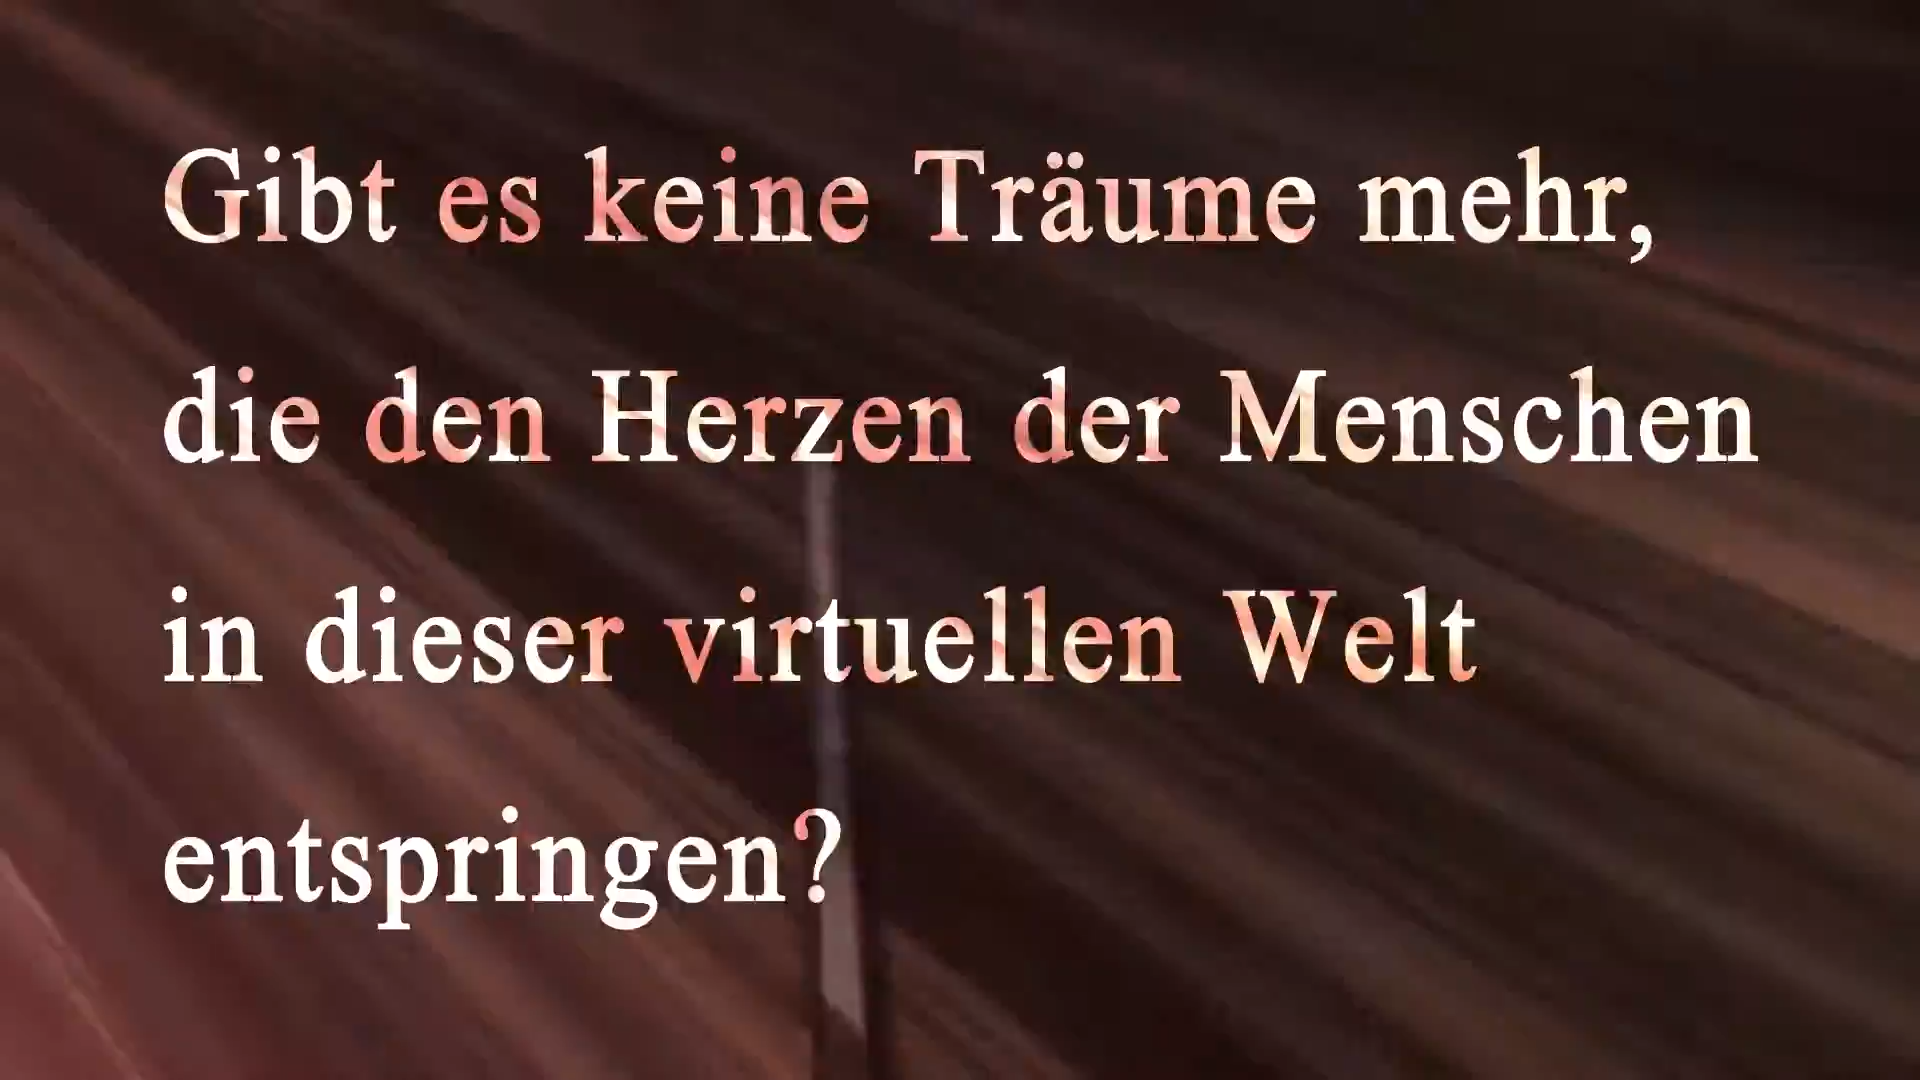 Gibt es keine Träume mehr,
die den Herzen der Menschen
in dieser virtuellen Welt
entspringen?